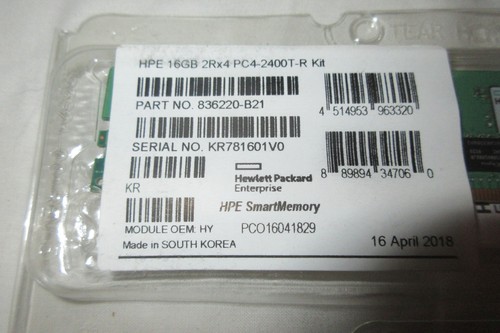 TEAR H
HPE 16GB 2Rx4 PC4-2400T-R Kit
PART NO. 836220-B21
4 514953 963320
SERIAL NO. KR781601V0
KR
Hewlett Packard
Enterprise
8 89894 34706 0
HPE SmartMemory
MODULE OEM: HY
PCO16041829
Made in SOUTH KOREA
16 April 2018